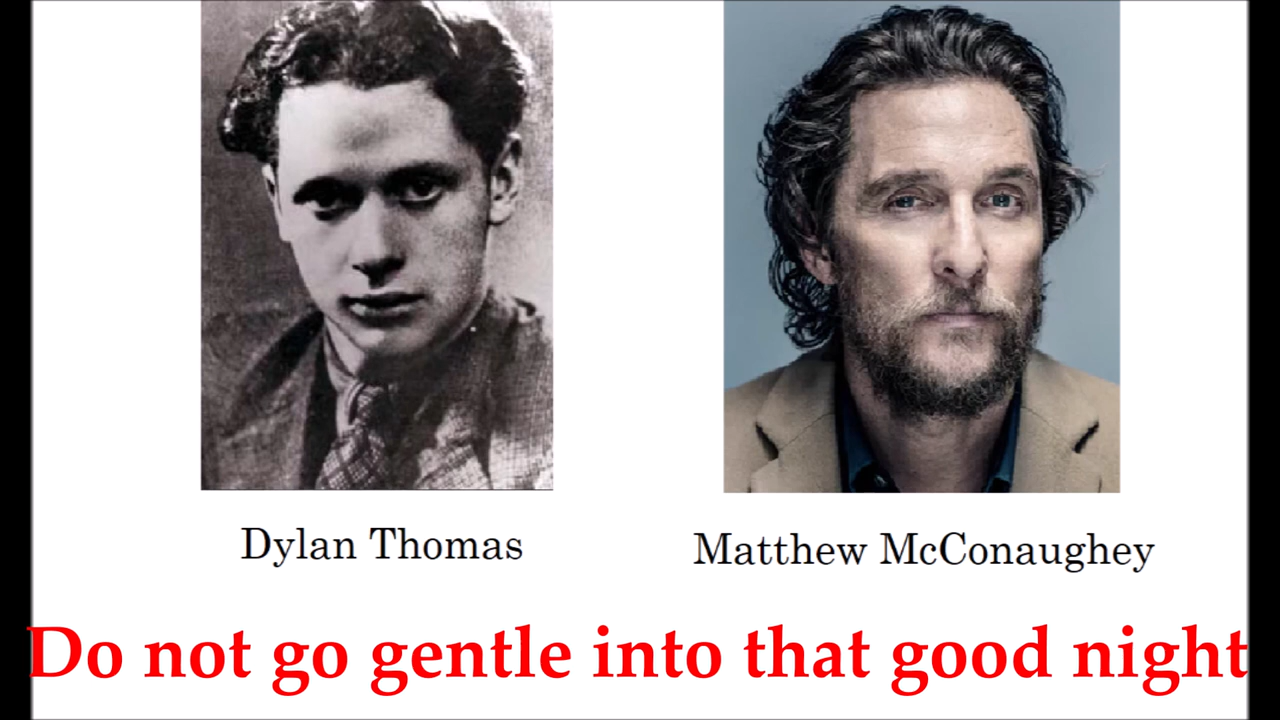 Dylan Thomas
Matthew McConaughey
Do not go gentle into that good night